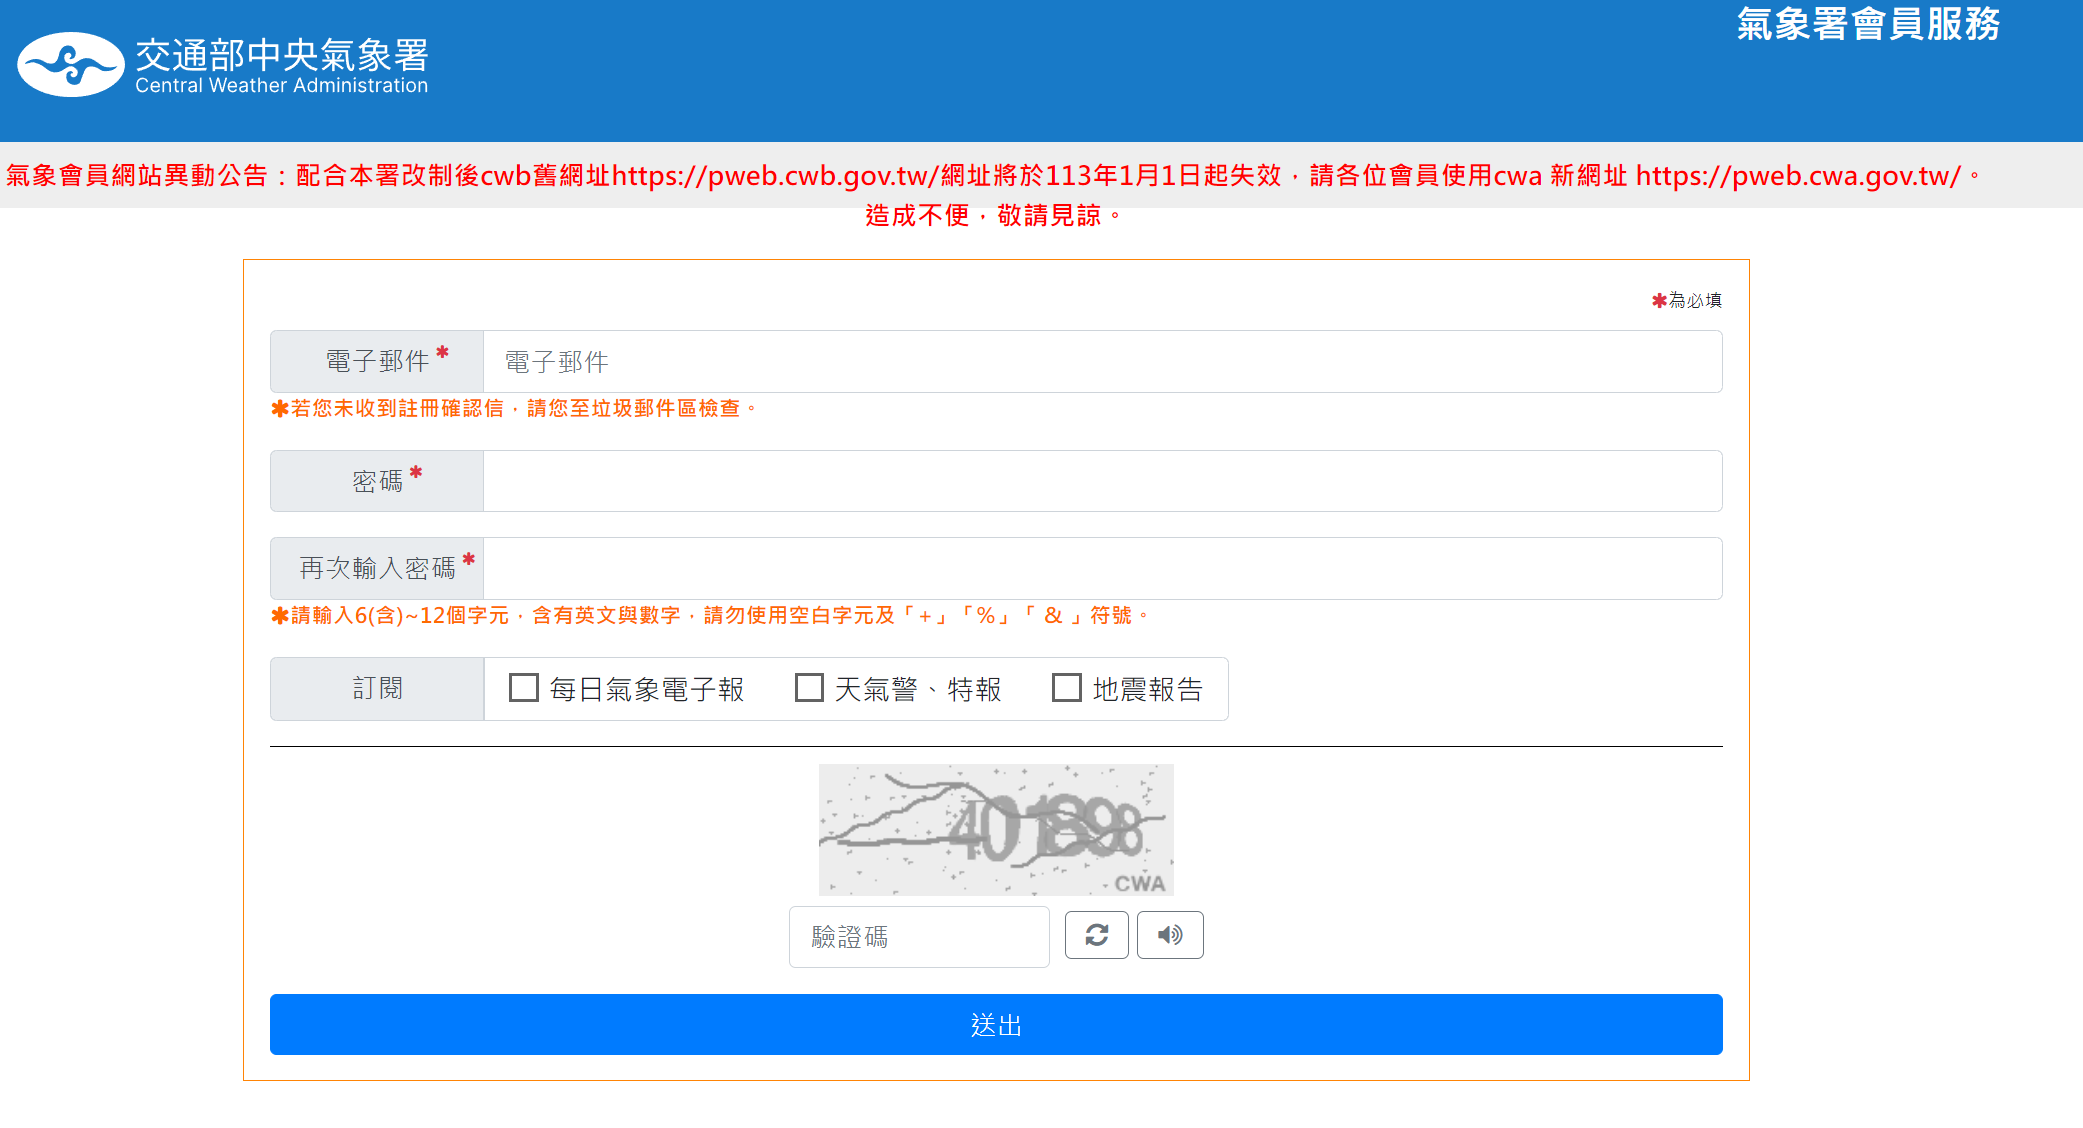 氣象署會員服務
交通部中央氣象署
Central Weather Administration
氣象會員網站異動公告：配合本署改制後cwb舊網址https://pweb.cwb.gov.tw/網址將於113年1月1日起失效，請各位會員使用cwa 新網址 https://pweb.cwa.gov.tw/。
造成不便，敬請見諒。
✱為必填
電子郵件✱ 電子郵件
✱若您未收到註冊確認信，請您至垃圾郵件區檢查。
密碼✱
再次輸入密碼✱
✱請輸入6(含)~12個字元，含有英文與數字，請勿使用空白字元及「+」「%」「 & 」符號。
訂閱 每日氣象電子報 天氣警、特報 地震報告
CWA
驗證碼
送出